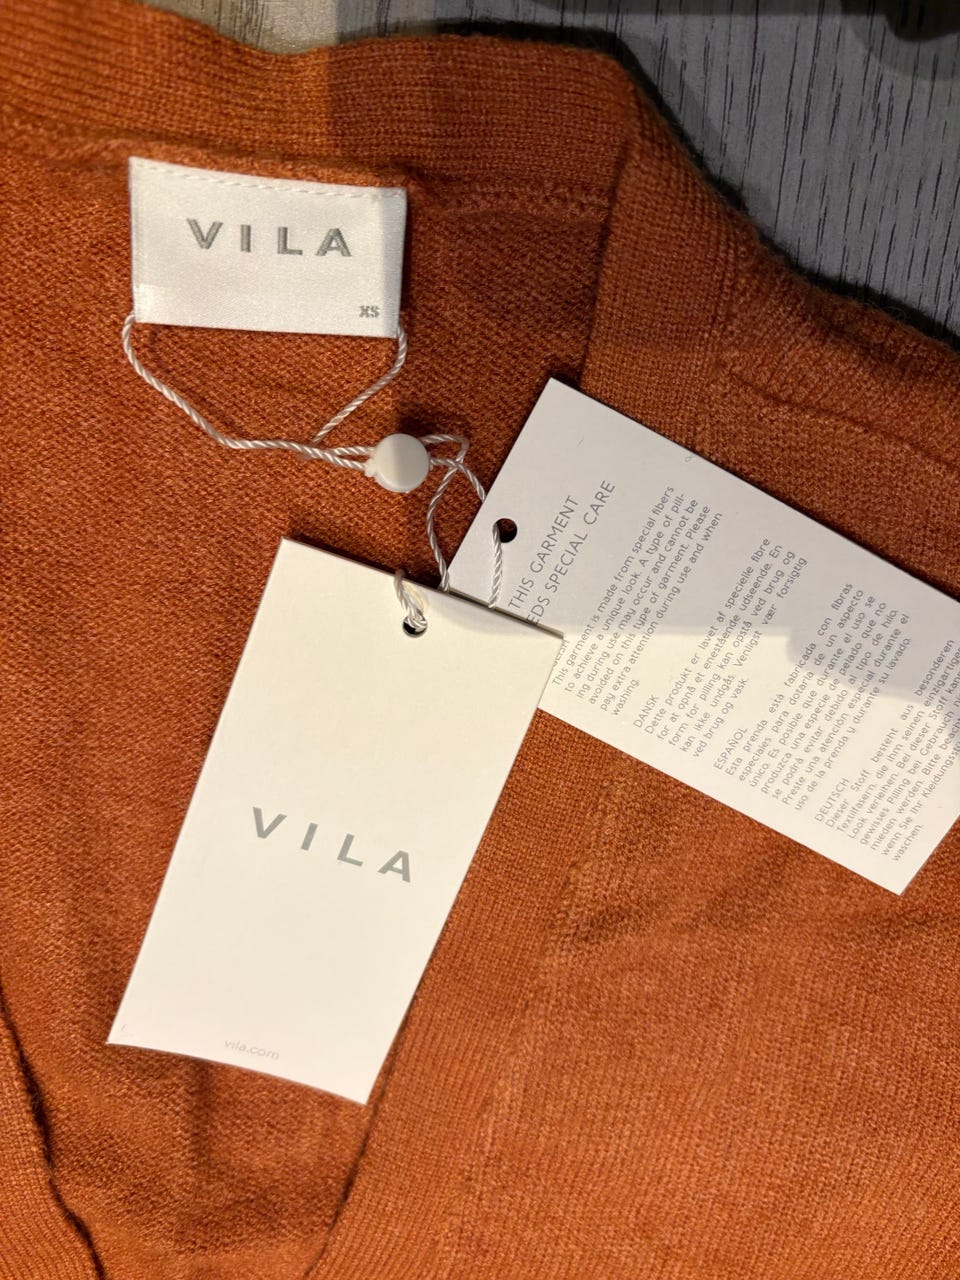 VILA
XS
THIS GARMENT
EDS SPECIAL CARE
This garment is made from special fibers
to achieve a unique look. A type of pill-
ing during use may occur and cannot be
avoided on this type of garment. Please
pay extra attention during use and when
washing.
DANSK
Dette produkt er lavet af specielle fibre
for at opnå et enestående udseende. En
form for pilling kan opstå ved brug og
kan ikke undgås. Venligst vær forsigtig
ved brug og vask.
ESPAÑOL
Esta prenda está fabricada con fibras
especiales para dotarla de un aspecto
único. Es posible que durante el uso se
produzca una especie de pelado que no
se podrá evitar debido al tipo de hilo.
Preste una atención especial durante el
uso de la prenda y durante su lavado.
DEUTSCH
Dieser Stoff besteht aus besonderen
Textilfasern, die ihm seinen einzigartigen
Look verleihen. Bei dieser Stoff kann
gewisses Pilling bei Gebrauch
mieden werden. Bitte
wenn Sie Ihr Kleidungsst
waschen.
VILA
vila.com